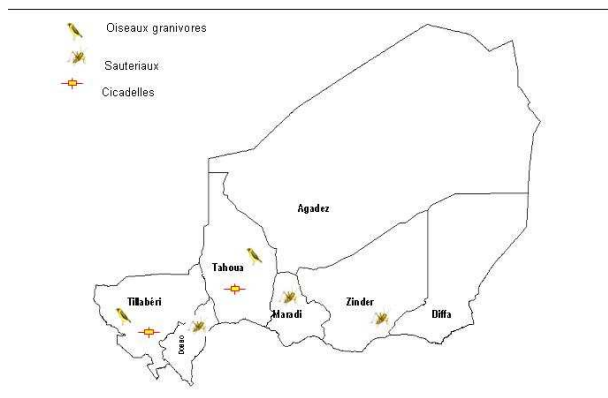 Oiseaux granivores
Sauteriaux
Cicadelles
Agadez
Tahoua
Tillabéri
Maradi
Zinder
Diffa
Dosso